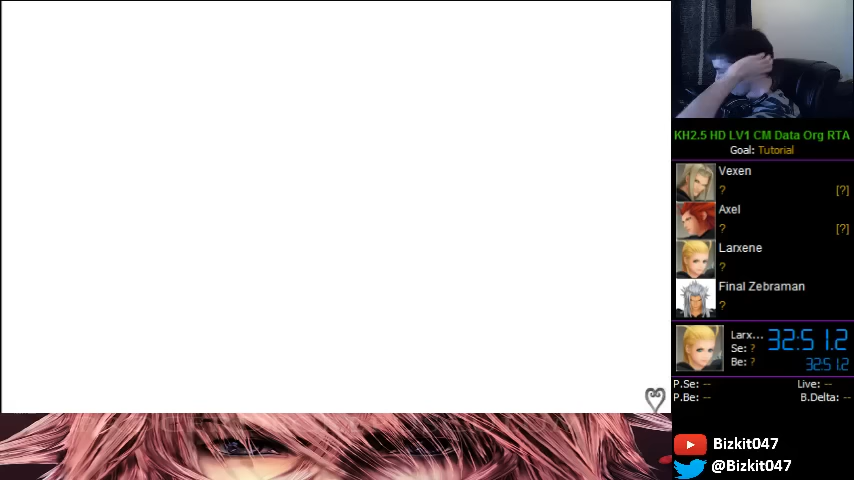 KH2.5 HD LV1 CM Data Org RTA
Goal: Tutorial
Vexen
? [?]
Axel
? [?]
Larxene
?
Final Zebraman
?
Larx... 32:51.2
Se: ?
Be: ? 32:51.2
P.Se: -- Live: --
P.Be: -- B.Delta: --
Bizkit047
@Bizkit047